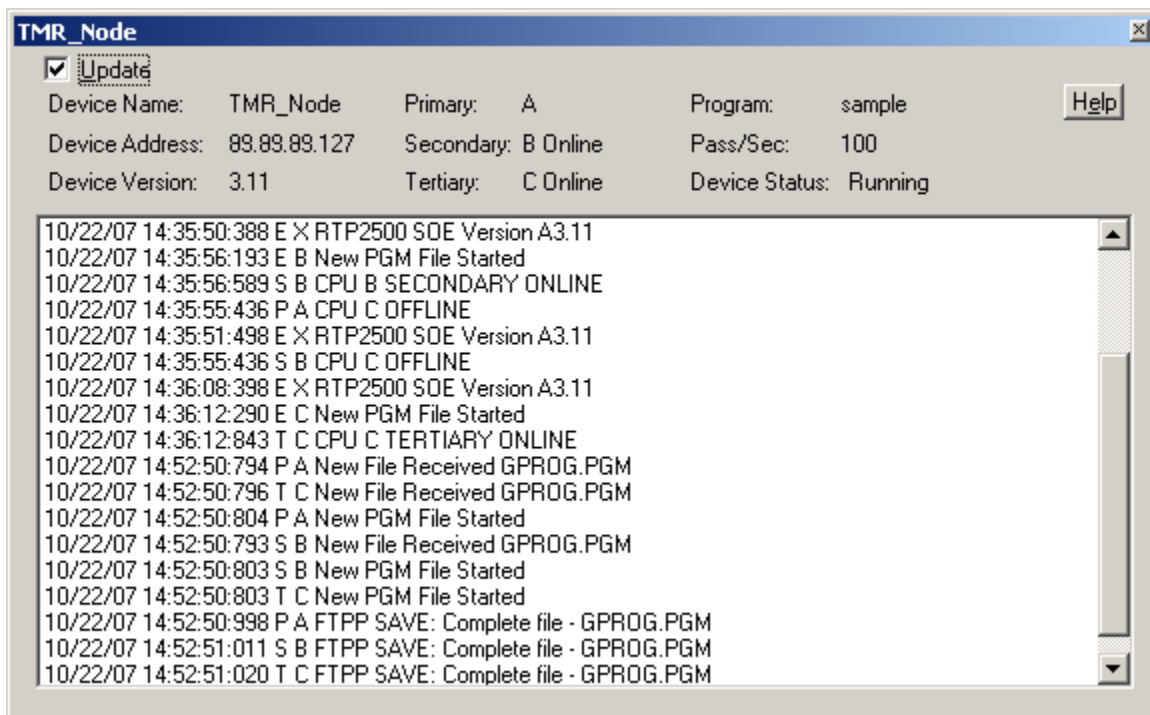 TMR_Node
Update
Device Name: TMR_Node Primary: A Program: sample Help
Device Address: 89.89.89.127 Secondary: B Online Pass/Sec: 100
Device Version: 3.11 Tertiary: C Online Device Status: Running
10/22/07 14:35:50:388 E X RTP2500 SOE Version A3.11
10/22/07 14:35:56:193 E B New PGM File Started
10/22/07 14:35:56:589 S B CPU B SECONDARY ONLINE
10/22/07 14:35:55:436 P A CPU C OFFLINE
10/22/07 14:35:51:498 E X RTP2500 SOE Version A3.11
10/22/07 14:35:55:436 S B CPU C OFFLINE
10/22/07 14:36:08:398 E X RTP2500 SOE Version A3.11
10/22/07 14:36:12:290 E C New PGM File Started
10/22/07 14:36:12:843 T C CPU C TERTIARY ONLINE
10/22/07 14:52:50:794 P A New File Received GPROG.PGM
10/22/07 14:52:50:796 T C New File Received GPROG.PGM
10/22/07 14:52:50:804 P A New PGM File Started
10/22/07 14:52:50:793 S B New File Received GPROG.PGM
10/22/07 14:52:50:803 S B New PGM File Started
10/22/07 14:52:50:803 T C New PGM File Started
10/22/07 14:52:50:998 P A FTPP SAVE: Complete file - GPROG.PGM
10/22/07 14:52:51:011 S B FTPP SAVE: Complete file - GPROG.PGM
10/22/07 14:52:51:020 T C FTPP SAVE: Complete file - GPROG.PGM